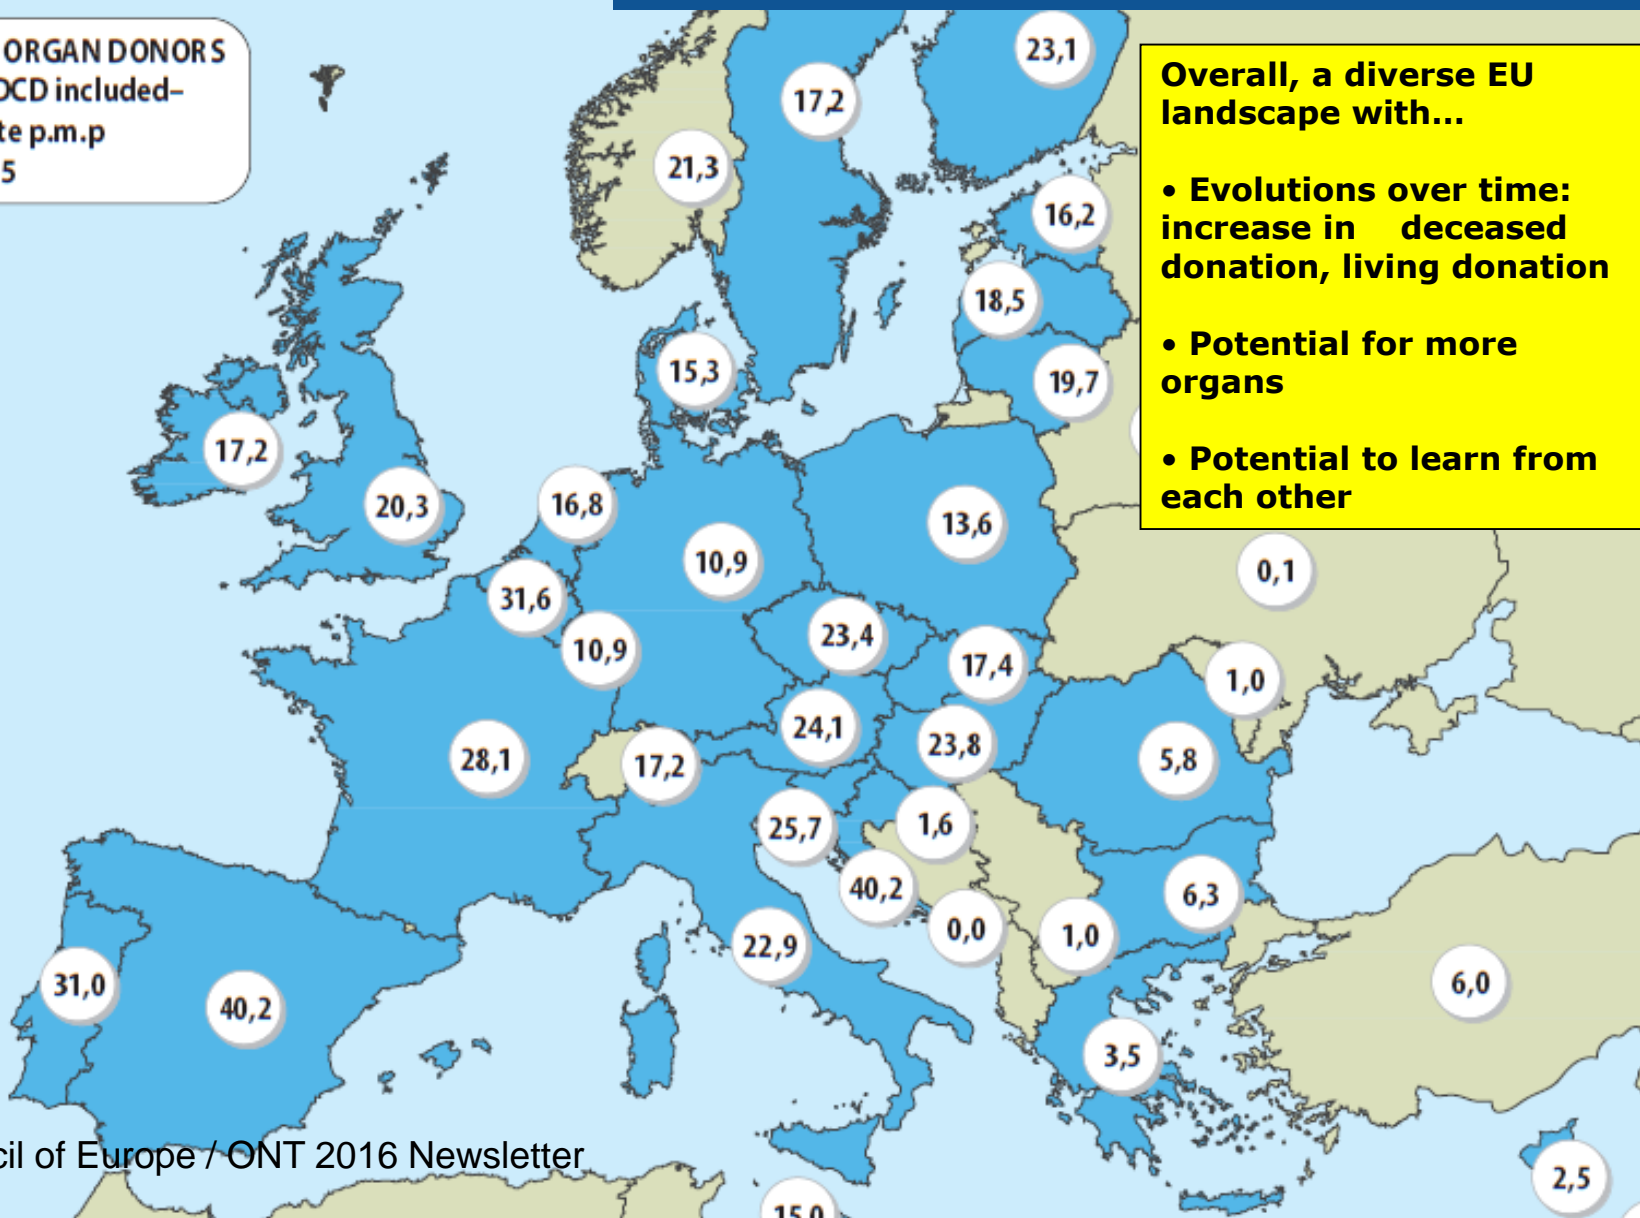 ORGAN DONORS
DCD included–
te p.m.p
5
23,1
17,2
21,3
16,2
18,5
15,3
19,7
17,2
20,3
16,8
13,6
10,9
31,6
0,1
23,4
10,9
17,4
1,0
24,1
23,8
28,1
17,2
5,8
25,7
1,6
40,2
6,3
0,0
1,0
22,9
31,0
40,2
6,0
3,5
2,5
15,0
Overall, a diverse EU
landscape with...
• Evolutions over time:
increase in deceased
donation, living donation
• Potential for more
organs
• Potential to learn from
each other
cil of Europe / ONT 2016 Newsletter